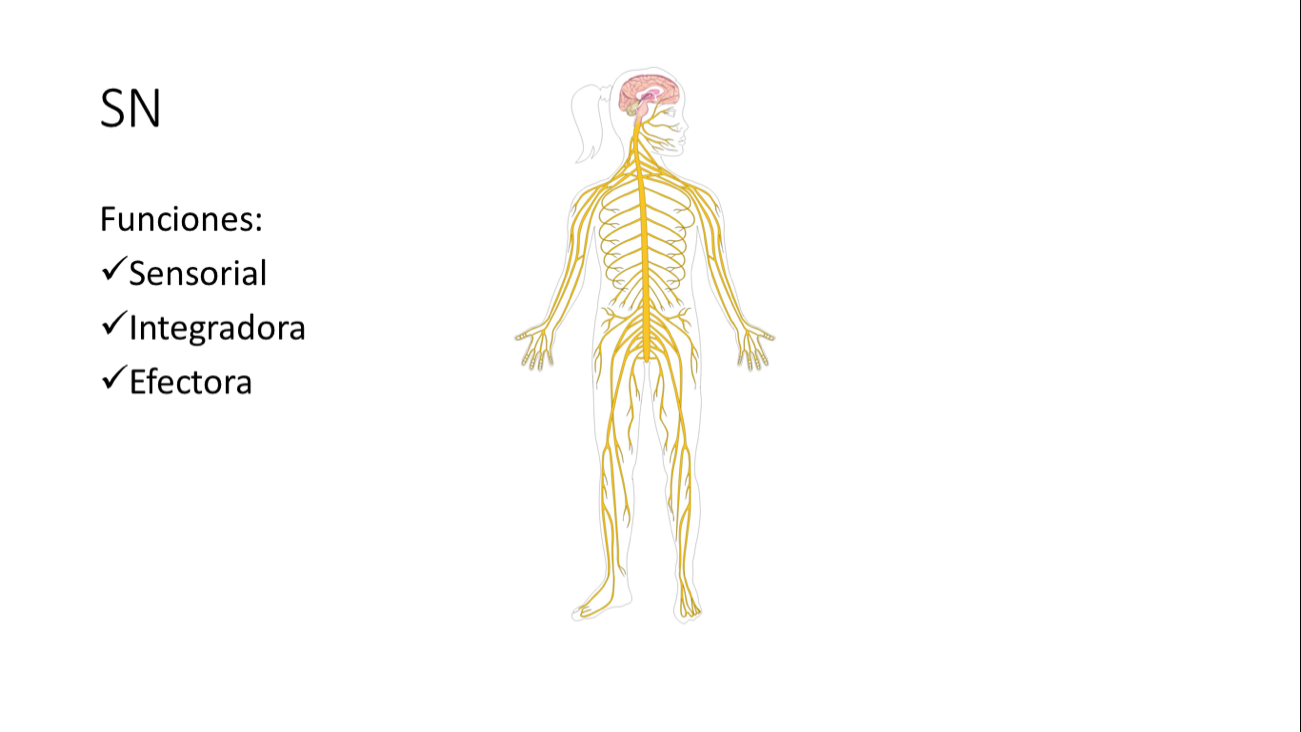 SN
Funciones:
✓Sensorial
✓Integradora
✓Efectora